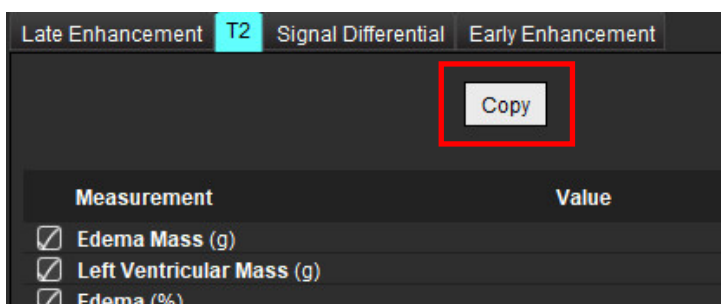 Late Enhancement T2 Signal Differential Early Enhancement
Copy
Measurement Value
Edema Mass (g)
Left Ventricular Mass (g)
Edema (%)